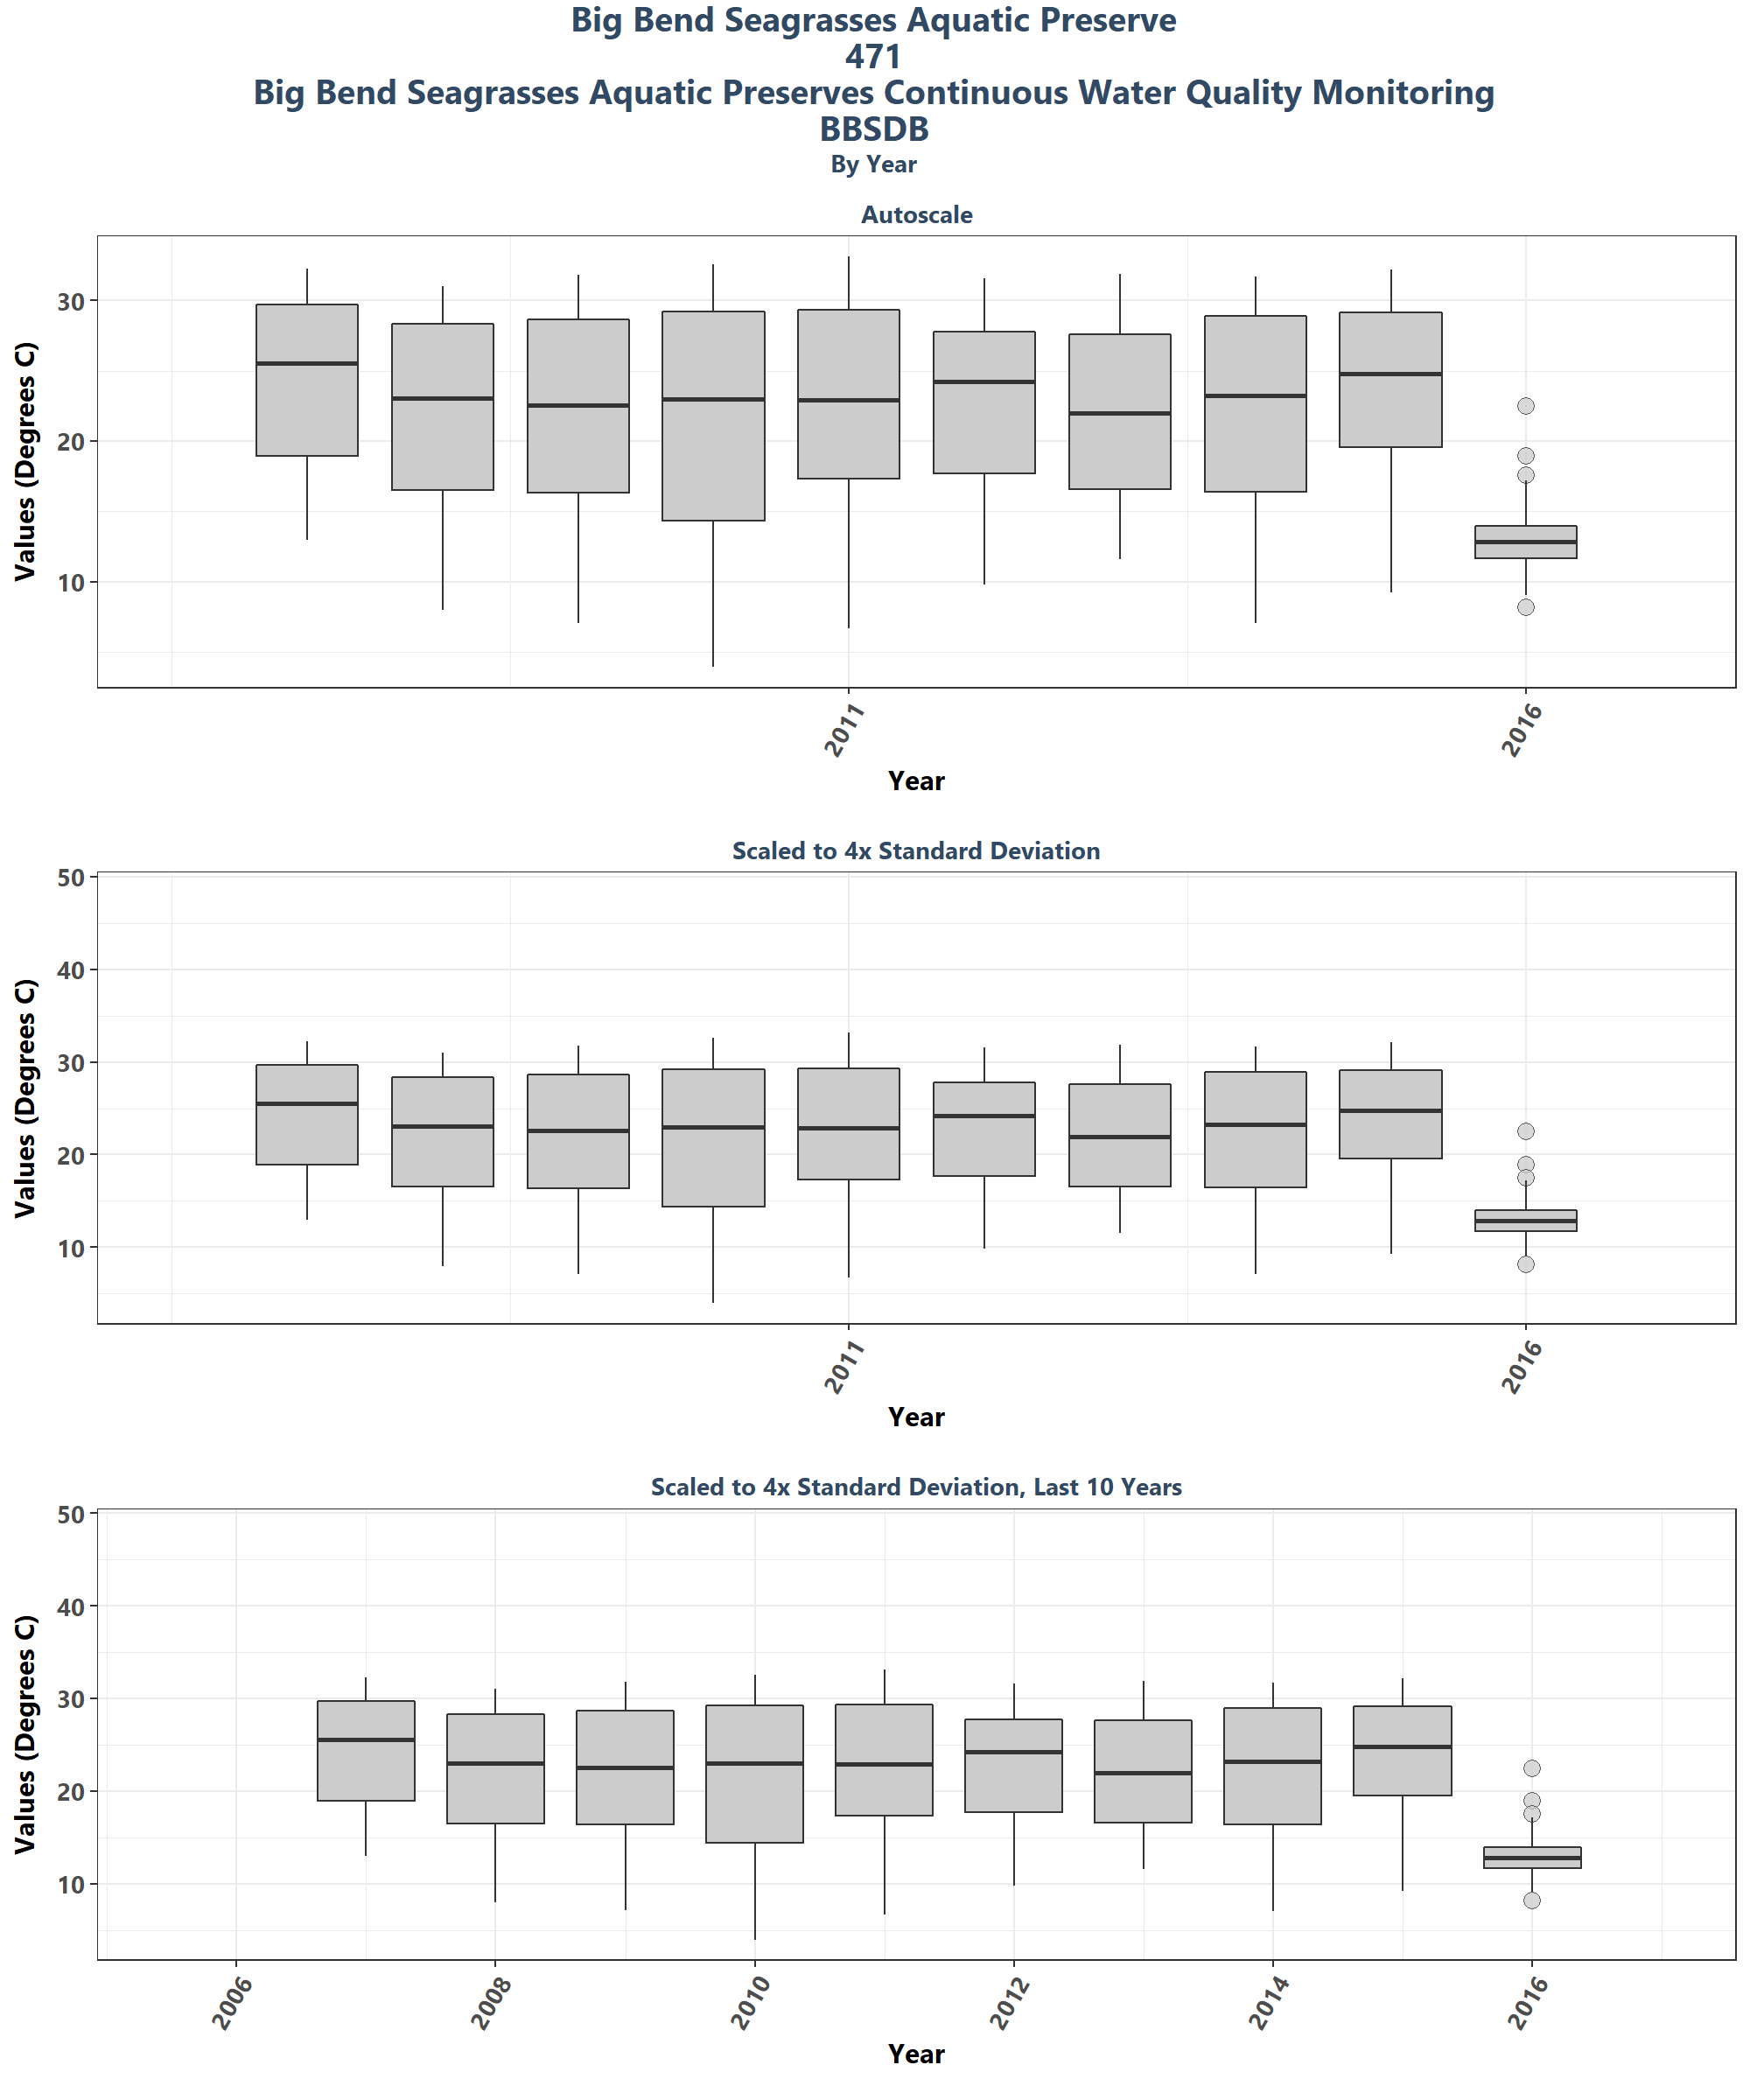 Big Bend Seagrasses Aquatic Preserve
471
Big Bend Seagrasses Aquatic Preserves Continuous Water Quality Monitoring
BBSDB
By Year
Autoscale
Values (Degrees C)
30
20
10
2011
2016
Year
Scaled to 4x Standard Deviation
Values (Degrees C)
50
40
30
20
10
2011
2016
Year
Scaled to 4x Standard Deviation, Last 10 Years
Values (Degrees C)
50
40
30
20
10
2006
2008
2010
2012
2014
2016
Year